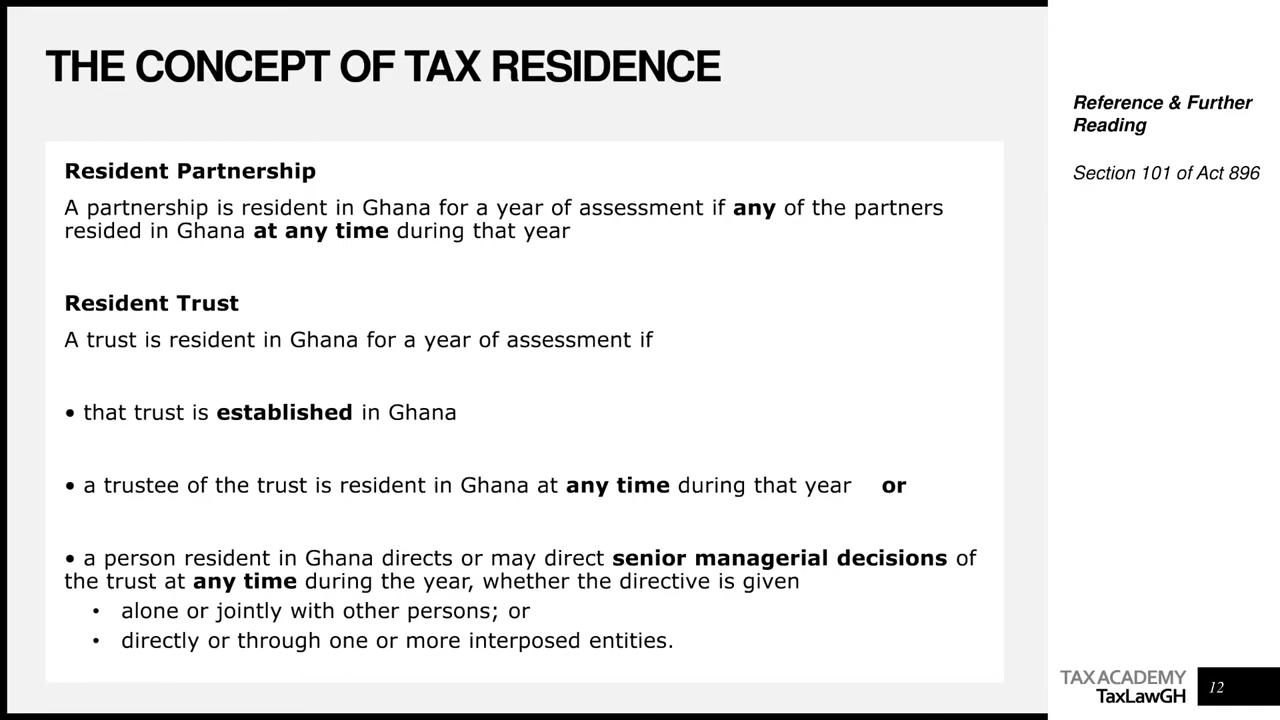 THE CONCEPT OF TAX RESIDENCE
Resident Partnership
A partnership is resident in Ghana for a year of assessment if any of the partners
resided in Ghana at any time during that year
Resident Trust
A trust is resident in Ghana for a year of assessment if
• that trust is established in Ghana
• a trustee of the trust is resident in Ghana at any time during that year or
• a person resident in Ghana directs or may direct senior managerial decisions of
the trust at any time during the year, whether the directive is given
• alone or jointly with other persons; or
• directly or through one or more interposed entities.
Reference & Further
Reading
Section 101 of Act 896
TAX ACADEMY
TaxLawGH
12